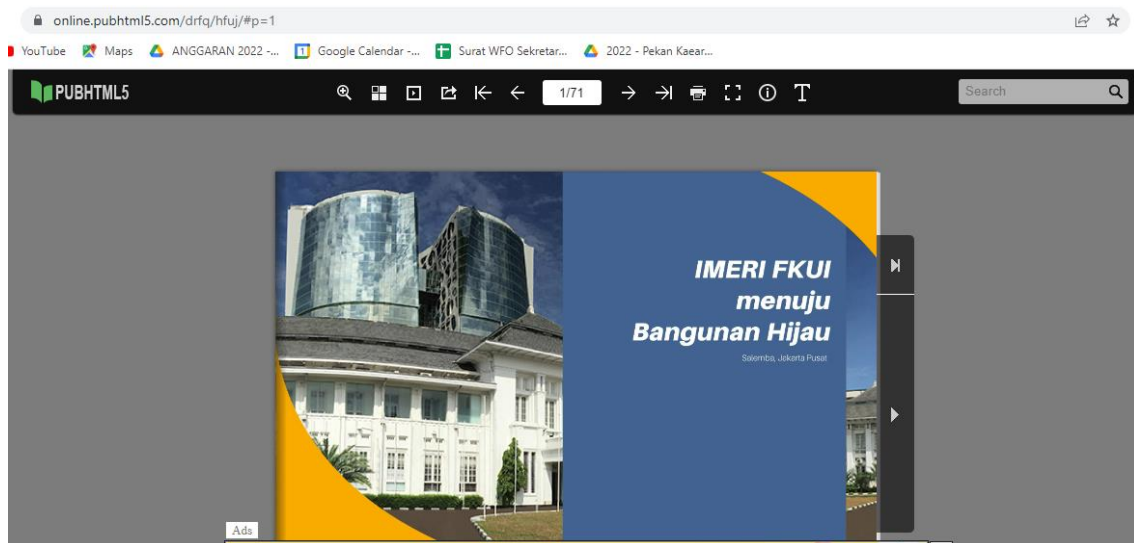 online.pubhtml5.com/drfq/hfuj/#p=1
YouTube Maps ANGGARAN 2022 -... Google Calendar -... Surat WFO Sekretar... 2022 - Pekan Kaear...
PUBHTML5 1/71 Search
IMERI FKUI
menuju
Bangunan Hijau
Salemba, Jakarta Pusat
Ads